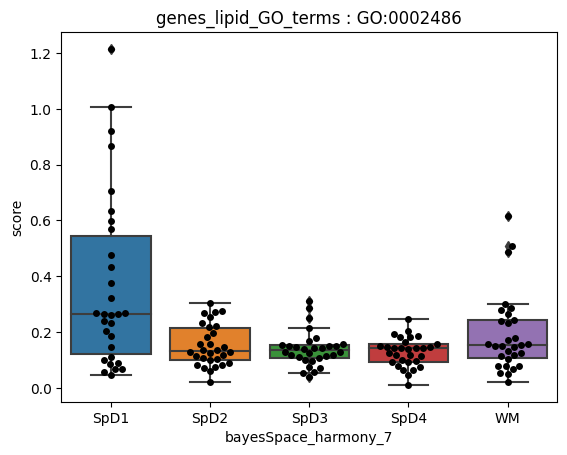 genes_lipid_GO_terms : GO:0002486
1.2
1.0
0.8
0.6
0.4
0.2
0.0
score
SpD1 SpD2 SpD3 SpD4 WM
bayesSpace_harmony_7